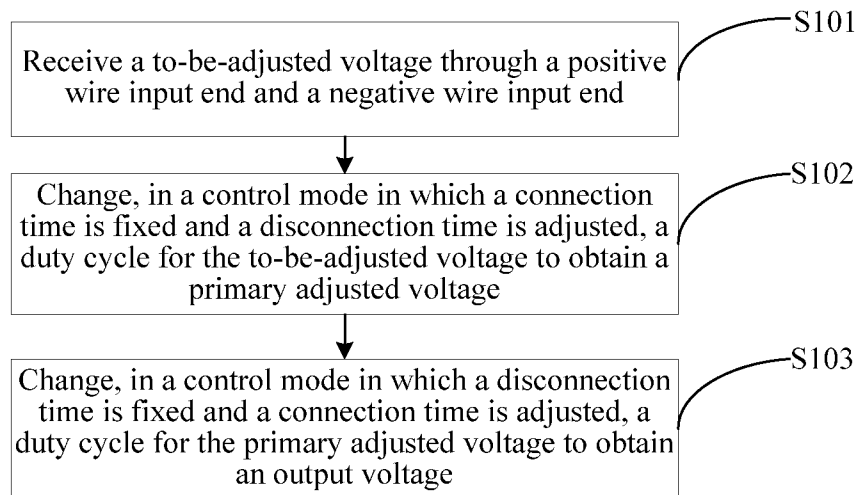 S101
Receive a to-be-adjusted voltage through a positive
wire input end and a negative wire input end
S102
Change, in a control mode in which a connection
time is fixed and a disconnection time is adjusted, a
duty cycle for the to-be-adjusted voltage to obtain a
primary adjusted voltage
S103
Change, in a control mode in which a disconnection
time is fixed and a connection time is adjusted, a
duty cycle for the primary adjusted voltage to obtain
an output voltage